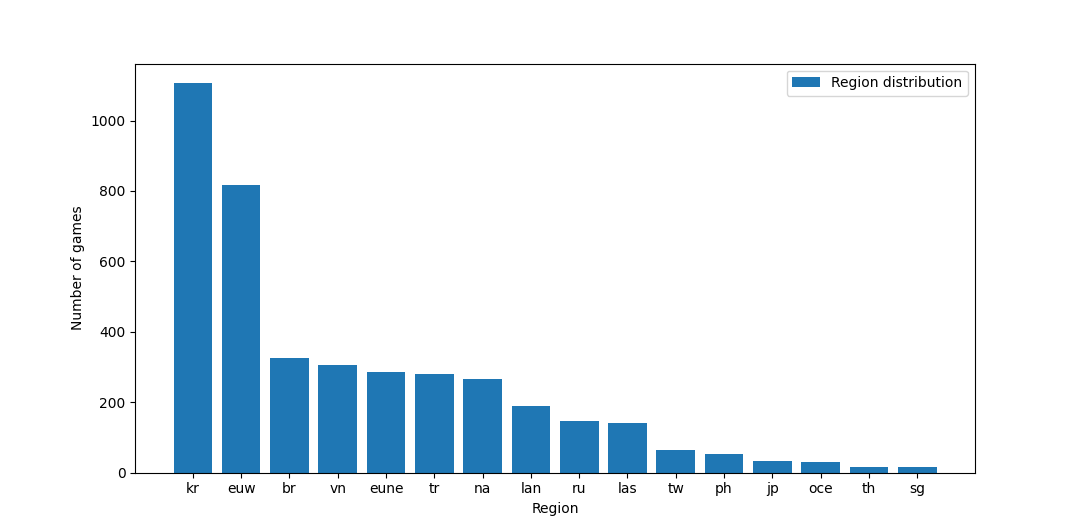 Region distribution
1000
800
600
400
200
0
Number of games
kr euw br vn eune tr na lan ru las tw ph jp oce th sg
Region